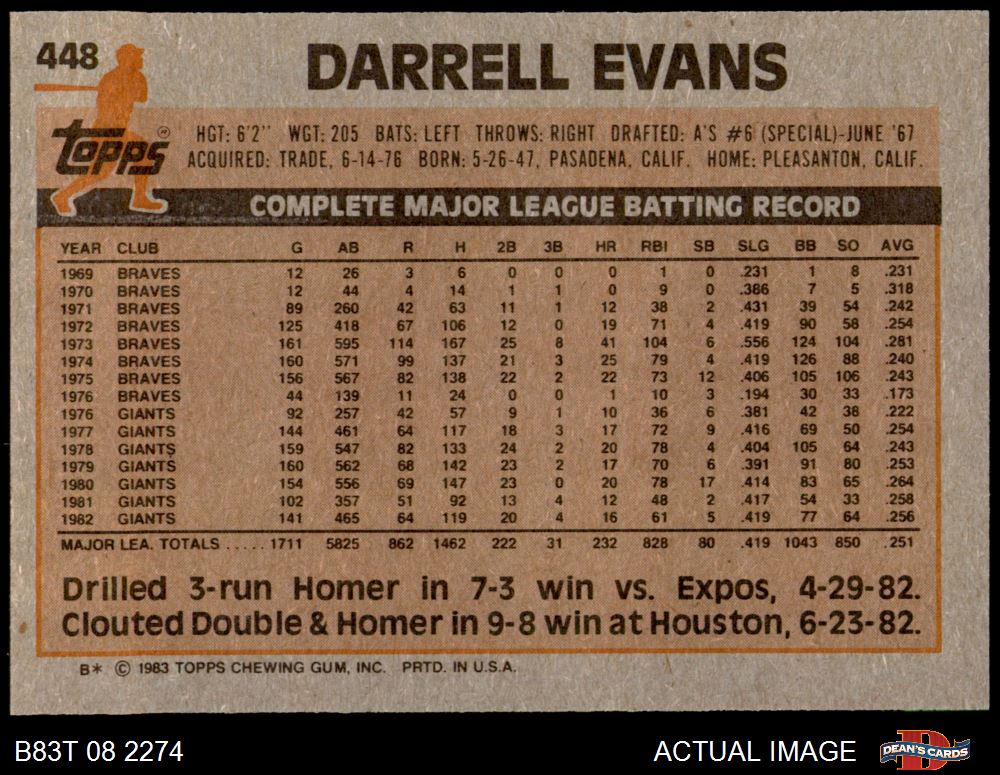 448
DARRELL EVANS
Topps ®
HGT: 6'2" WGT: 205 BATS: LEFT THROWS: RIGHT DRAFTED: A'S #6 (SPECIAL)-JUNE '67
ACQUIRED: TRADE, 6-14-76 BORN: 5-26-47, PASADENA, CALIF. HOME: PLEASANTON, CALIF.
COMPLETE MAJOR LEAGUE BATTING RECORD
YEAR CLUB G AB R H 2B 3B HR RBI SB SLG BB SO AVG
1969 BRAVES 12 26 3 6 0 0 0 1 0 .231 1 8 .231
1970 BRAVES 12 44 4 14 1 1 0 9 0 .386 7 5 .318
1971 BRAVES 89 260 42 63 11 1 12 38 2 .431 39 54 .242
1972 BRAVES 125 418 67 106 12 0 19 71 4 .419 90 58 .254
1973 BRAVES 161 595 114 167 25 8 41 104 6 .556 124 104 .281
1974 BRAVES 160 571 99 137 21 3 25 79 4 .419 126 88 .240
1975 BRAVES 156 567 82 138 22 2 22 73 12 .406 105 106 .243
1976 BRAVES 44 139 11 24 0 0 1 10 3 .194 30 33 .173
1976 GIANTS 92 257 42 57 9 1 10 36 6 .381 42 38 .222
1977 GIANTS 144 461 64 117 18 3 17 72 9 .416 69 50 .254
1978 GIANTS 159 547 82 133 24 2 20 78 4 .404 105 64 .243
1979 GIANTS 160 562 68 142 23 2 17 70 6 .391 91 80 .253
1980 GIANTS 154 556 69 147 23 0 20 78 17 .414 83 65 .264
1981 GIANTS 102 357 51 92 13 4 12 48 2 .417 54 33 .258
1982 GIANTS 141 465 64 119 20 4 16 61 5 .419 77 64 .256
MAJOR LEA. TOTALS ..... 1711 5825 862 1462 222 31 232 828 80 .419 1043 850 .251
Drilled 3-run Homer in 7-3 win vs. Expos, 4-29-82.
Clouted Double & Homer in 9-8 win at Houston, 6-23-82.
B* © 1983 TOPPS CHEWING GUM, INC. PRTD. IN U.S.A.
B83T 08 2274
ACTUAL IMAGE
D
DEAN'S CARDS